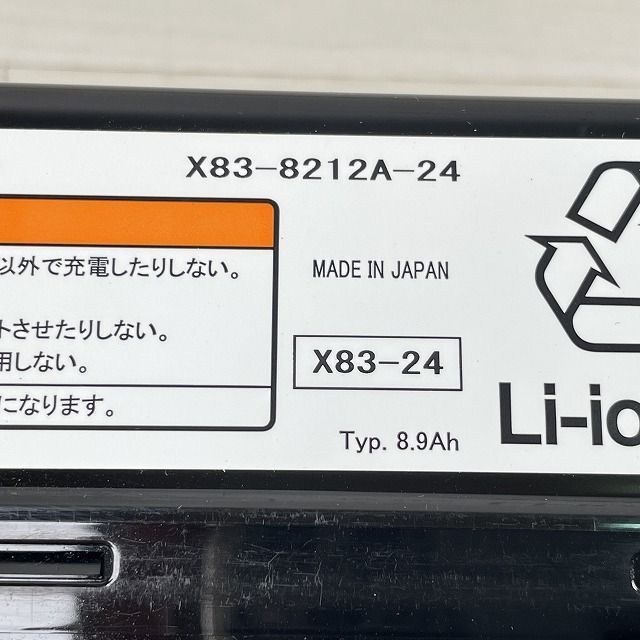 X83-8212A-24
以外で充電したりしない。
MADE IN JAPAN
トさせたりしない。
用しない。
X83-24
になります。
Typ. 8.9Ah
Li-io